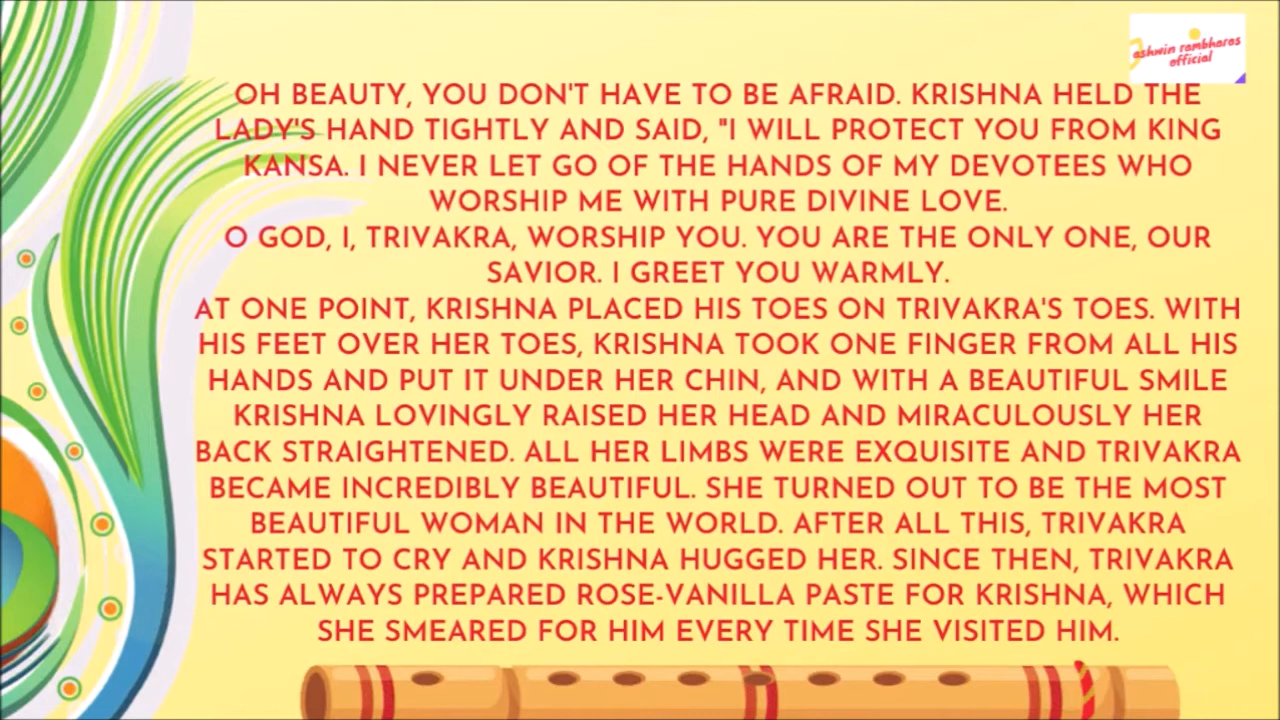 ashwin rambharos
official
OH BEAUTY, YOU DON'T HAVE TO BE AFRAID. KRISHNA HELD THE
LADY'S HAND TIGHTLY AND SAID, "I WILL PROTECT YOU FROM KING
KANSA. I NEVER LET GO OF THE HANDS OF MY DEVOTEES WHO
WORSHIP ME WITH PURE DIVINE LOVE.
O GOD, I, TRIVAKRA, WORSHIP YOU. YOU ARE THE ONLY ONE, OUR
SAVIOR. I GREET YOU WARMLY.
AT ONE POINT, KRISHNA PLACED HIS TOES ON TRIVAKRA'S TOES. WITH
HIS FEET OVER HER TOES, KRISHNA TOOK ONE FINGER FROM ALL HIS
HANDS AND PUT IT UNDER HER CHIN, AND WITH A BEAUTIFUL SMILE
KRISHNA LOVINGLY RAISED HER HEAD AND MIRACULOUSLY HER
BACK STRAIGHTENED. ALL HER LIMBS WERE EXQUISITE AND TRIVAKRA
BECAME INCREDIBLY BEAUTIFUL. SHE TURNED OUT TO BE THE MOST
BEAUTIFUL WOMAN IN THE WORLD. AFTER ALL THIS, TRIVAKRA
STARTED TO CRY AND KRISHNA HUGGED HER. SINCE THEN, TRIVAKRA
HAS ALWAYS PREPARED ROSE-VANILLA PASTE FOR KRISHNA, WHICH
SHE SMEARED FOR HIM EVERY TIME SHE VISITED HIM.